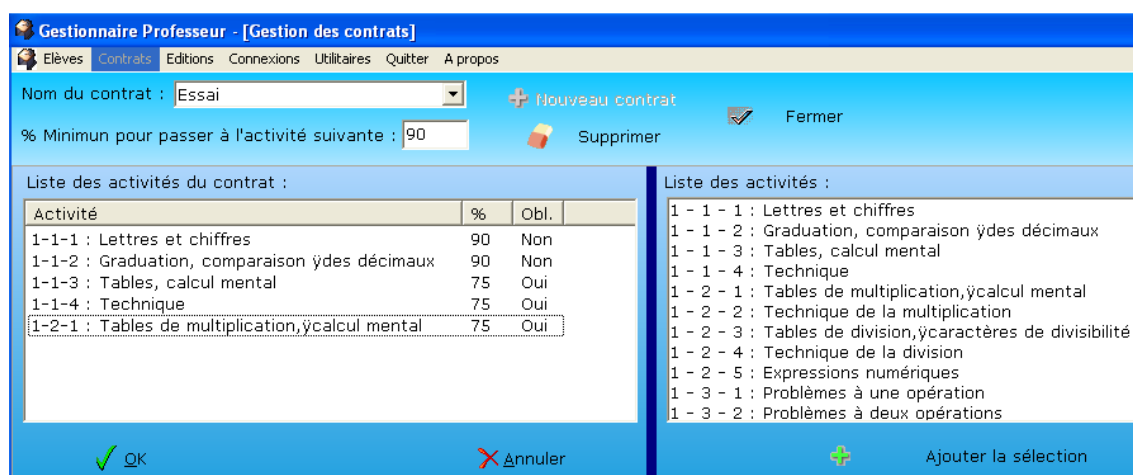 Gestionnaire Professeur - [Gestion des contrats]
Elèves Contrats Editions Connexions Utilitaires Quitter A propos
Nom du contrat : Essai
Nouveau contrat
Fermer
% Minimun pour passer à l'activité suivante : 90
Supprimer
Liste des activités du contrat :
Activité % Obl.
1-1-1 : Lettres et chiffres 90 Non
1-1-2 : Graduation, comparaison ÿdes décimaux 90 Non
1-1-3 : Tables, calcul mental 75 Oui
1-1-4 : Technique 75 Oui
1-2-1 : Tables de multiplication,ÿcalcul mental 75 Oui
OK Annuler
Liste des activités :
1 - 1 - 1 : Lettres et chiffres
1 - 1 - 2 : Graduation, comparaison ÿdes décimaux
1 - 1 - 3 : Tables, calcul mental
1 - 1 - 4 : Technique
1 - 2 - 1 : Tables de multiplication,ÿcalcul mental
1 - 2 - 2 : Technique de la multiplication
1 - 2 - 3 : Tables de division,ÿcaractères de divisibilité
1 - 2 - 4 : Technique de la division
1 - 2 - 5 : Expressions numériques
1 - 3 - 1 : Problèmes à une opération
1 - 3 - 2 : Problèmes à deux opérations
Ajouter la sélection